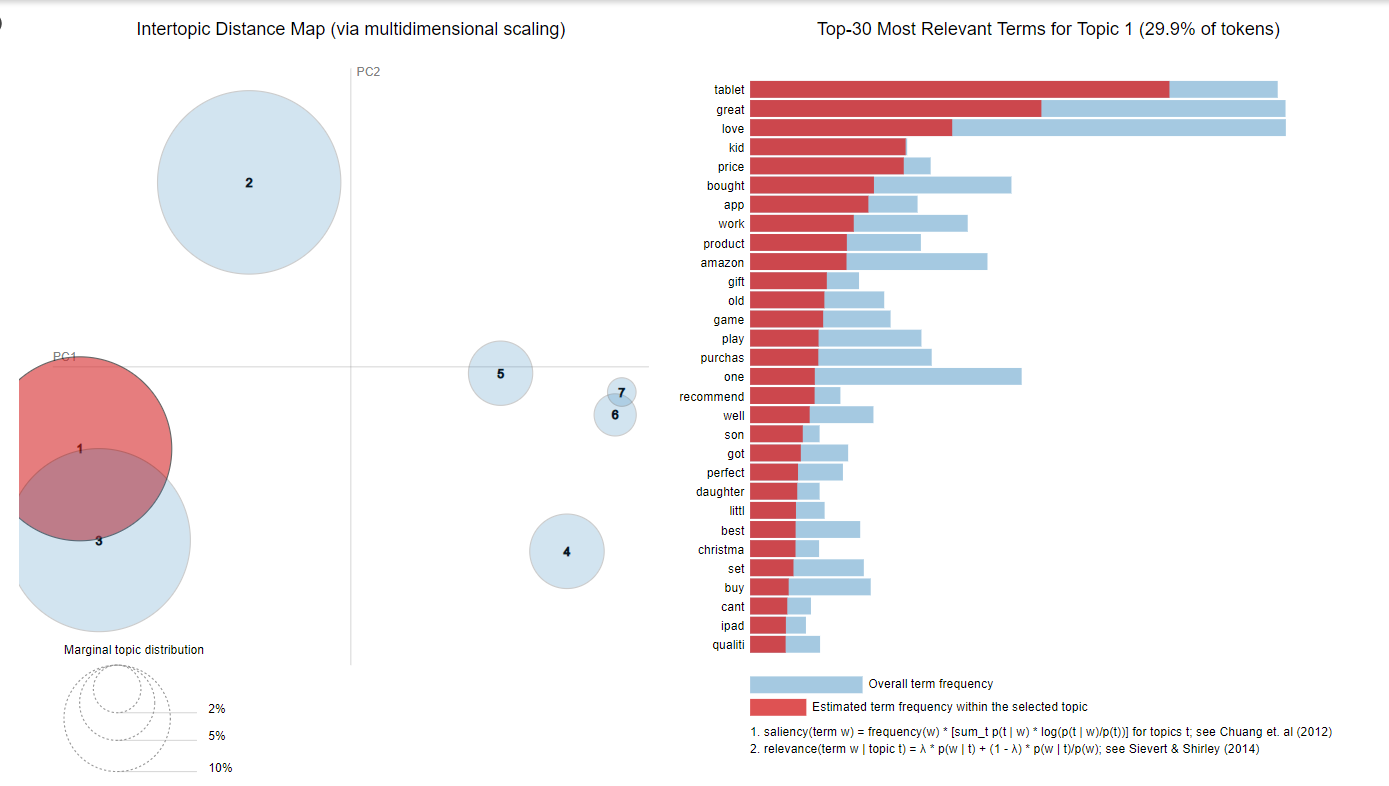 Intertopic Distance Map (via multidimensional scaling)
PC2
2
PC1
5
7
6
1
3
4
Marginal topic distribution
2%
5%
10%
Top-30 Most Relevant Terms for Topic 1 (29.9% of tokens)
tablet
great
love
kid
price
bought
app
work
product
amazon
gift
old
game
play
purchas
one
recommend
well
son
got
perfect
daughter
littl
best
christma
set
buy
cant
ipad
qualiti
Overall term frequency
Estimated term frequency within the selected topic
1. saliency(term w) = frequency(w) * [sum_t p(t | w) * log(p(t | w)/p(t))] for topics t; see Chuang et. al (2012)
2. relevance(term w | topic t) = λ * p(w | t) + (1 - λ) * p(w | t)/p(w); see Sievert & Shirley (2014)